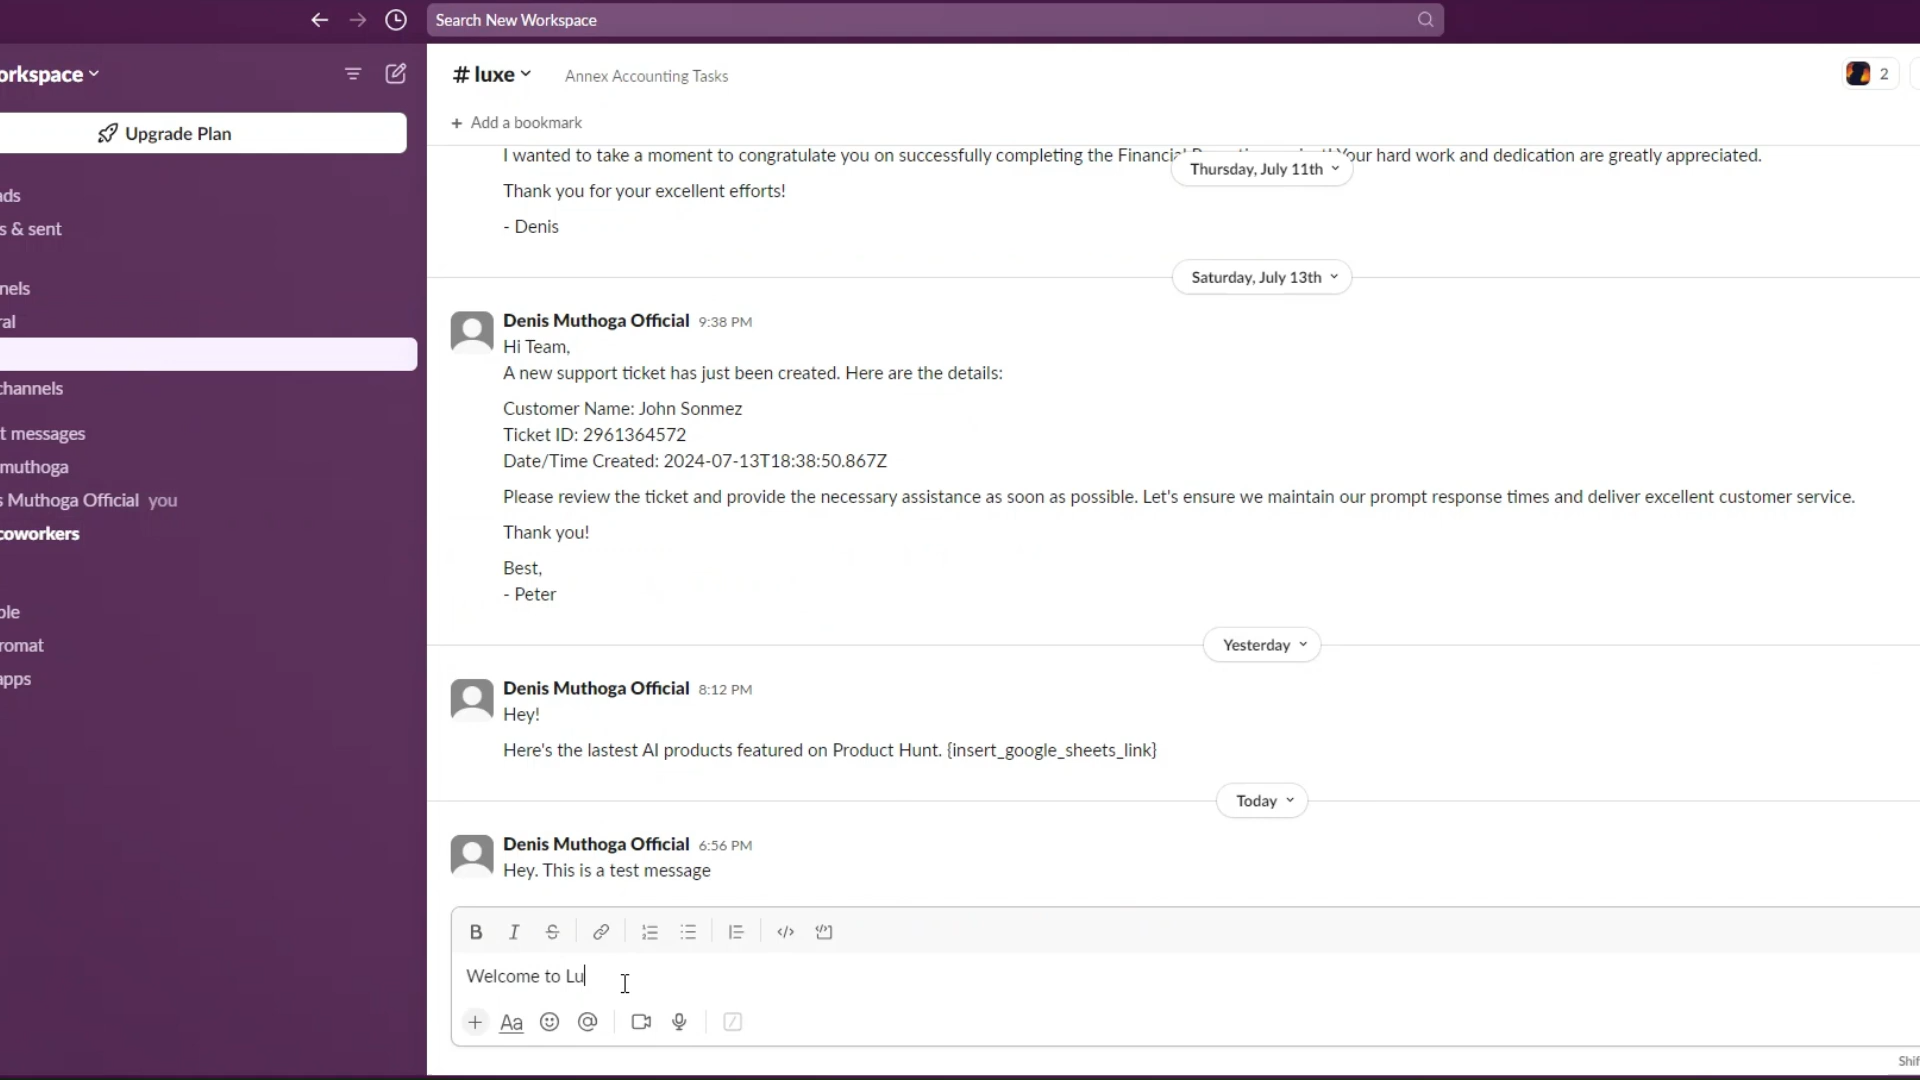 Search New Workspace
orkspace
# luxe Annex Accounting Tasks
2
Upgrade Plan
+ Add a bookmark
I wanted to take a moment to congratulate you on successfully completing the Your hard work and dedication are greatly appreciated.
Thursday, July 11th
Thank you for your excellent efforts!
- Denis
ads
s & sent
nels
ral
channels
t messages
muthoga
s Muthoga Official you
coworkers
ple
romat
apps
Saturday, July 13th
Denis Muthoga Official 9:38 PM
Hi Team,
A new support ticket has just been created. Here are the details:
Customer Name: John Sonmez
Ticket ID: 2961364572
Date/Time Created: 2024-07-13T18:38:50.867Z
Please review the ticket and provide the necessary assistance as soon as possible. Let's ensure we maintain our prompt response times and deliver excellent customer service.
Thank you!
Best,
- Peter
Yesterday
Denis Muthoga Official 8:12 PM
Hey!
Here's the lastest AI products featured on Product Hunt. {insert_google_sheets_link}
Today
Denis Muthoga Official 6:56 PM
Hey. This is a test message
B I S
Welcome to Lu
+ Aa @
Shif